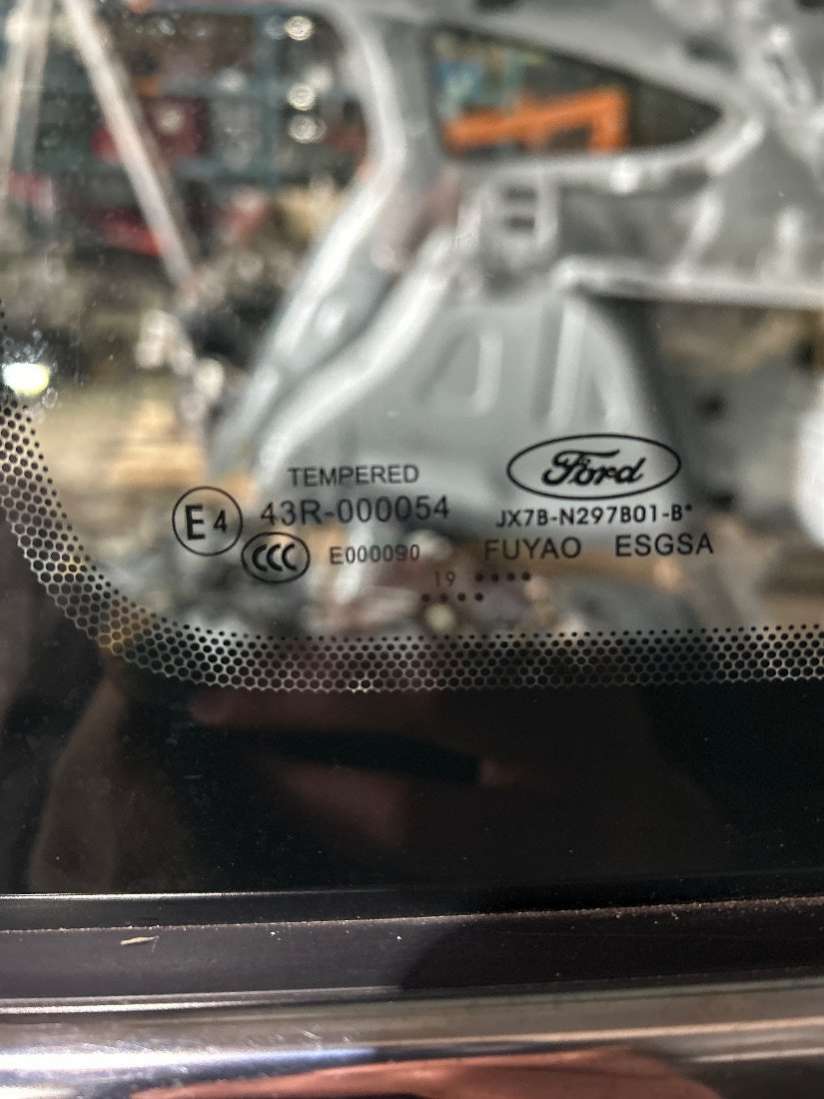 TEMPERED
Ford
E4 43R-000054
JX7B-N297B01-B*
CCC E000090
FUYAO ESGSA
19 ••••
••••